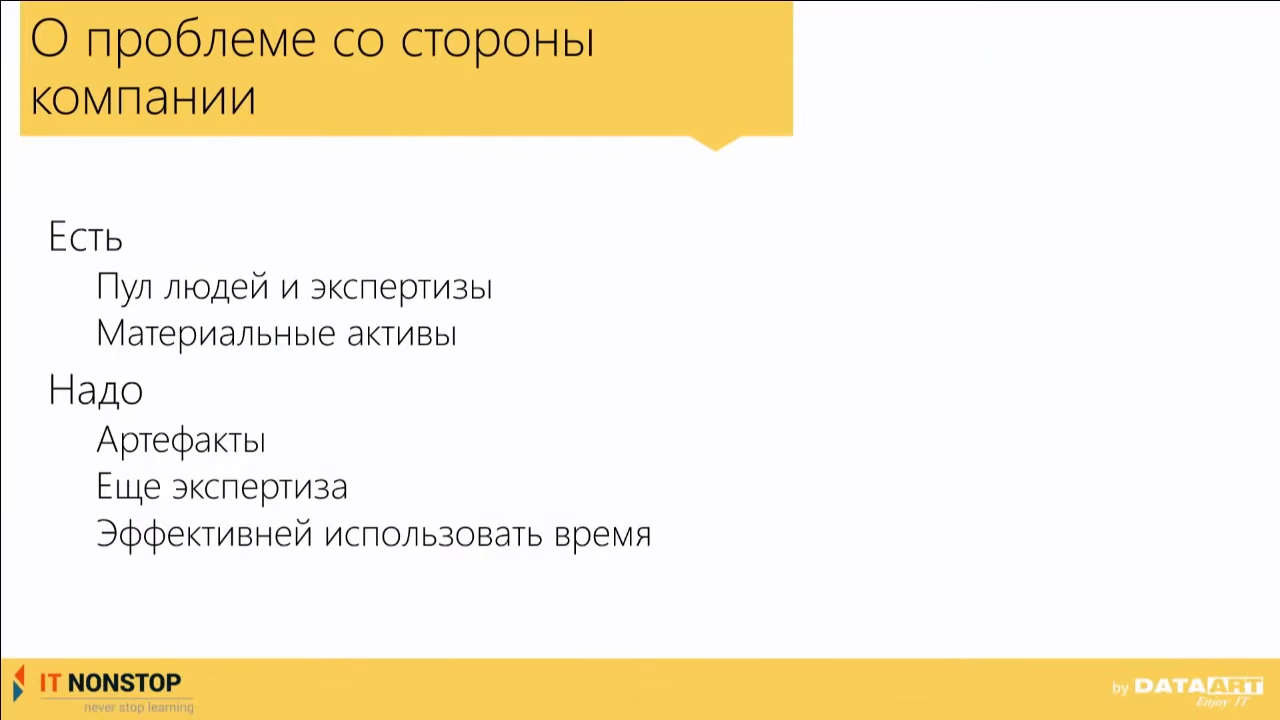 О проблеме со стороны
компании
Есть
Пул людей и экспертизы
Материальные активы
Надо
Артефакты
Еще экспертиза
Эффективней использовать время
IT NONSTOP
never stop learning
by DATAART
Enjoy IT